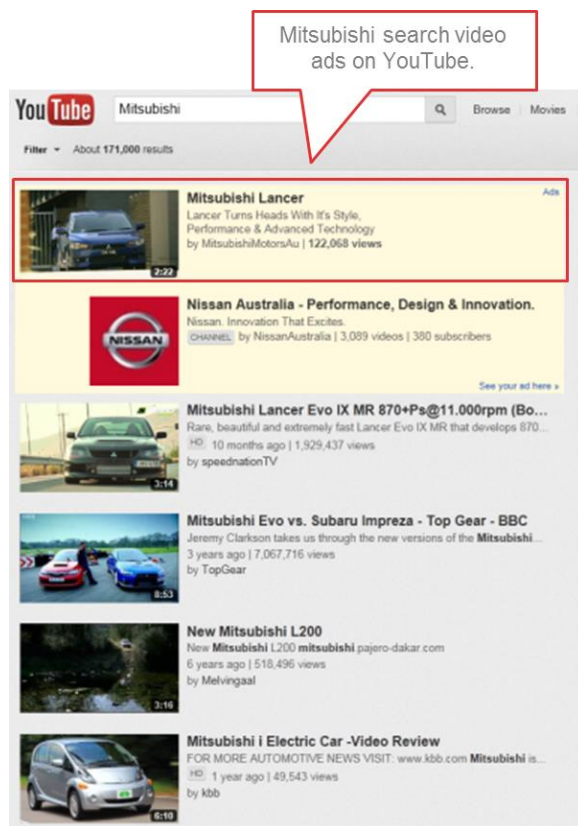 Mitsubishi search video
ads on YouTube.
YouTube
Mitsubishi
Browse
Movies
Filter
About 171,000 results
Ads
2:22
Mitsubishi Lancer
Lancer Turns Heads With It's Style,
Performance & Advanced Technology
by MitsubishiMotorsAu | 122,068 views
NISSAN
Nissan Australia - Performance, Design & Innovation.
Nissan. Innovation That Excites.
CHANNEL by NissanAustralia | 3,089 videos | 380 subscribers
See your ad here »
3:14
Mitsubishi Lancer Evo IX MR 870+Ps@11.000rpm (Bo...
Rare, beautiful and extremely fast Lancer Evo IX MR that develops 870...
HD 10 months ago | 1,929,437 views
by speednationTV
8:53
Mitsubishi Evo vs. Subaru Impreza - Top Gear - BBC
Jeremy Clarkson takes us through the new versions of the Mitsubishi...
3 years ago | 7,067,716 views
by TopGear
3:16
New Mitsubishi L200
New Mitsubishi L200 mitsubishi.pajero-dakar.com
6 years ago | 518,496 views
by Melvingaal
6:10
Mitsubishi i Electric Car -Video Review
FOR MORE AUTOMOTIVE NEWS VISIT: www.kbb.com Mitsubishi is...
HD 1 year ago | 49,543 views
by kbb